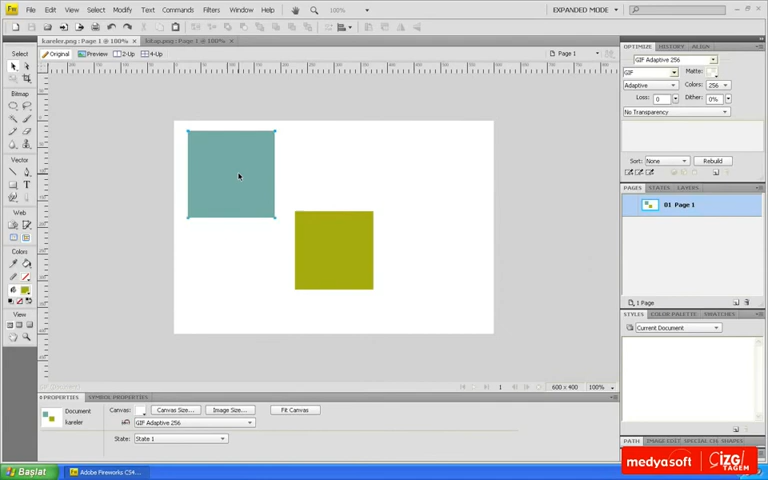 Fw File Edit View Select Modify Text Commands Filters Window Help 100% EXPANDED MODE
kareler.png : Page 1 @ 100% × kitap.png : Page 1 @ 100% ×
Original Preview 2-Up 4-Up Page 1
Select
Bitmap
Vector
Web
Colors
View
OPTIMIZE HISTORY ALIGN
GIF Adaptive 256
GIF Matte:
Adaptive Colors: 256
Loss: 0 Dither: 0%
No Transparency
Sort: None Rebuild
PAGES STATES LAYERS
01 Page 1
1 Page
STYLES COLOR PALETTE SWATCHES
Current Document
PATH IMAGE EDIT SPECIAL CHARACTERS
1 600 x 400 100%
PROPERTIES SYMBOL PROPERTIES
Document
kareler
Canvas: Canvas Size... Image Size... Fit Canvas
GIF Adaptive 256
State: State 1
medyasoft
çizgi
TAGEM
Başlat
Fw Adobe Fireworks CS4...